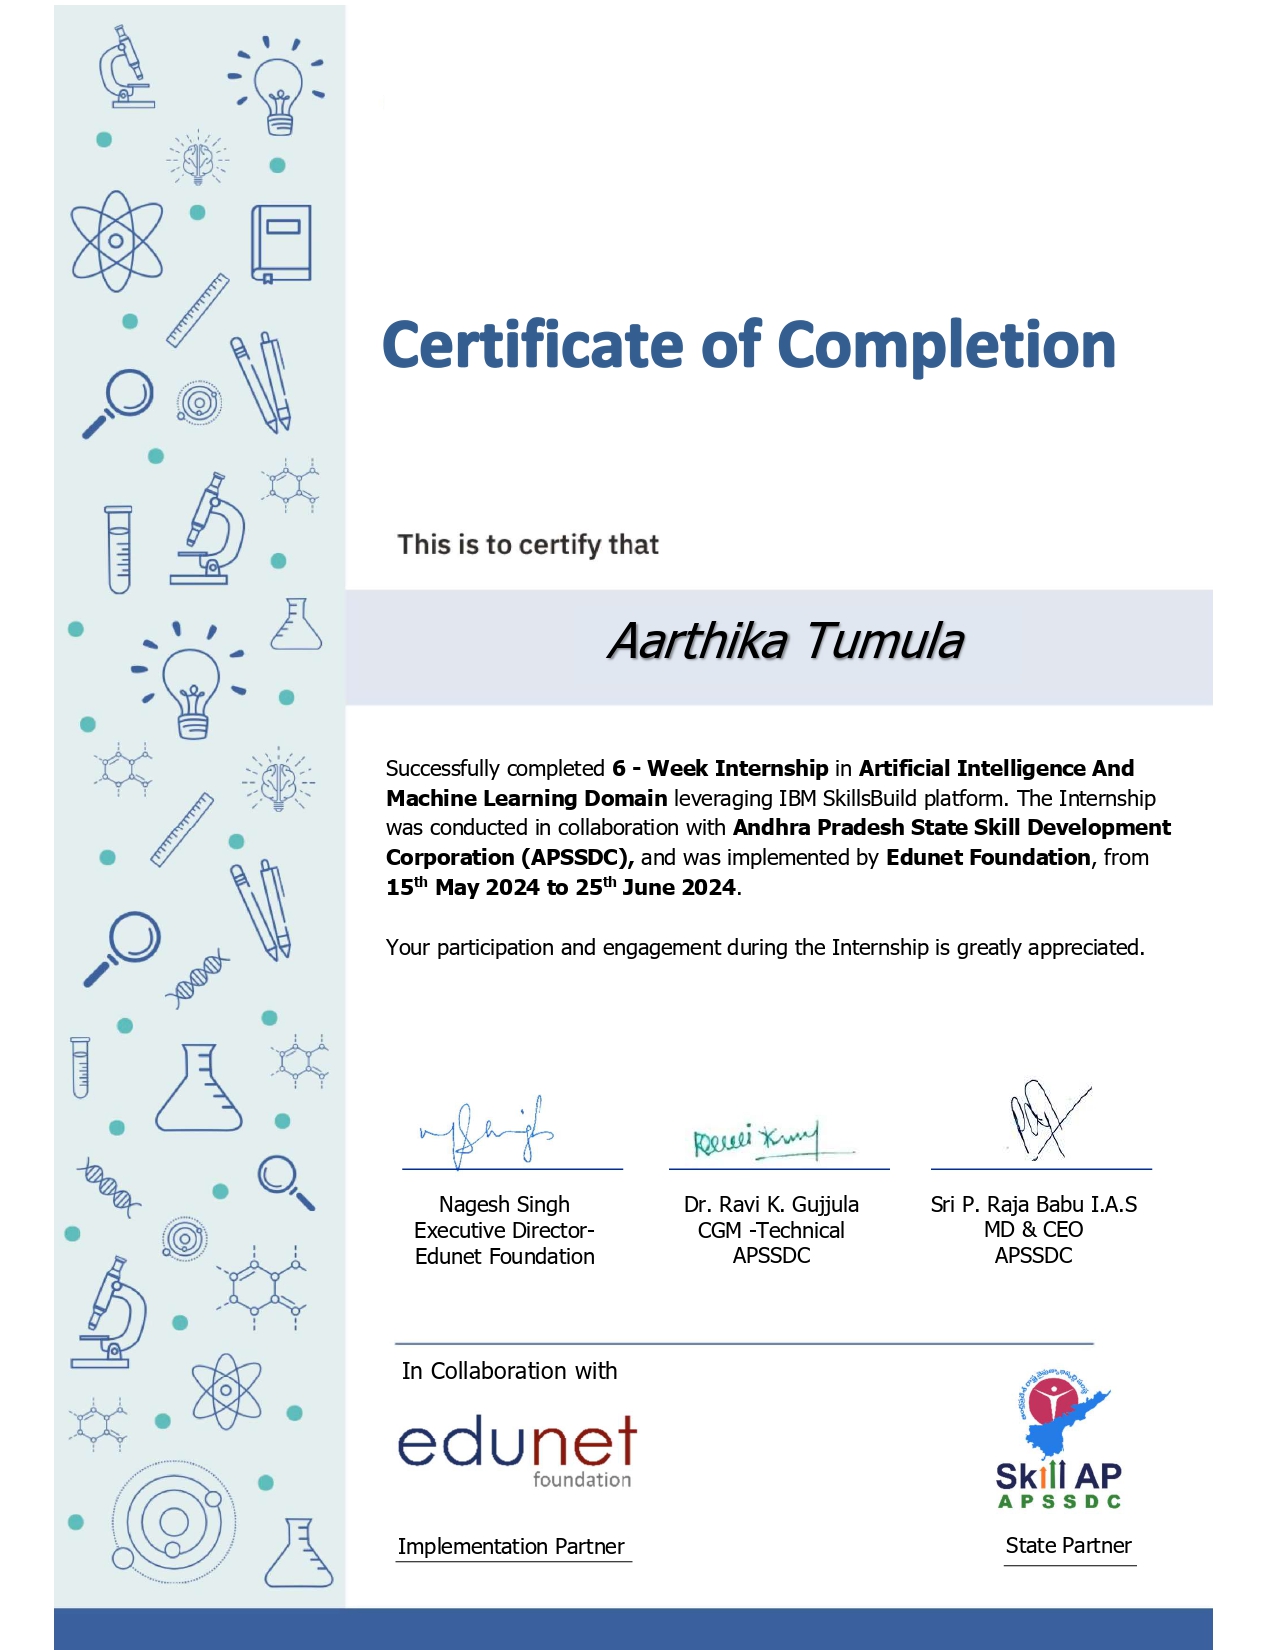 Certificate of Completion
This is to certify that
Aarthika Tumula
Successfully completed 6 - Week Internship in Artificial Intelligence And
Machine Learning Domain leveraging IBM SkillsBuild platform. The Internship
was conducted in collaboration with Andhra Pradesh State Skill Development
Corporation (APSSDC), and was implemented by Edunet Foundation, from
15th May 2024 to 25th June 2024.
Your participation and engagement during the Internship is greatly appreciated.
Nagesh Singh
Executive Director-
Edunet Foundation
Dr. Ravi K. Gujjula
CGM -Technical
APSSDC
Sri P. Raja Babu I.A.S
MD & CEO
APSSDC
In Collaboration with
edunet
foundation
Implementation Partner
Skill AP
APSSDC
State Partner